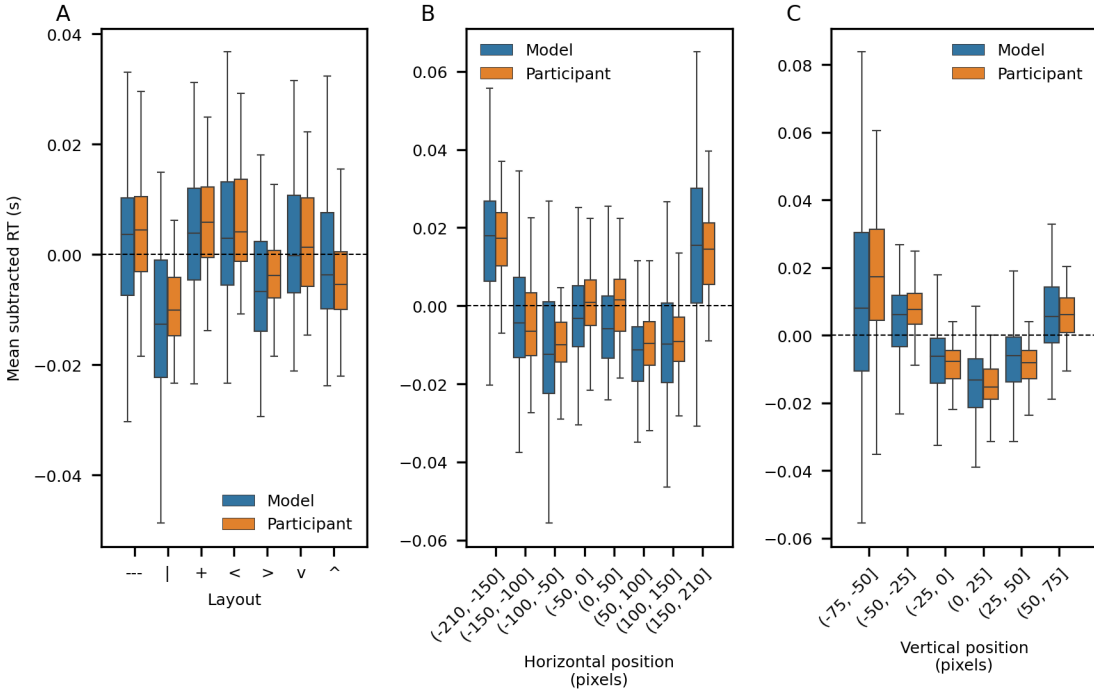 A
B
C
Mean subtracted RT (s)
0.04
0.02
0.00
−0.02
−0.04
Model
Participant
--- | + < > v ^
Layout
0.06
0.04
0.02
0.00
−0.02
−0.04
−0.06
Model
Participant
(-210, -150]
(-150, -100]
(-100, -50]
(-50, 0]
(0, 50]
(50, 100]
(100, 150]
(150, 210]
Horizontal position
(pixels)
0.08
0.06
0.04
0.02
0.00
−0.02
−0.04
−0.06
Model
Participant
(-75, -50]
(-50, -25]
(-25, 0]
(0, 25]
(25, 50]
(50, 75]
Vertical position
(pixels)